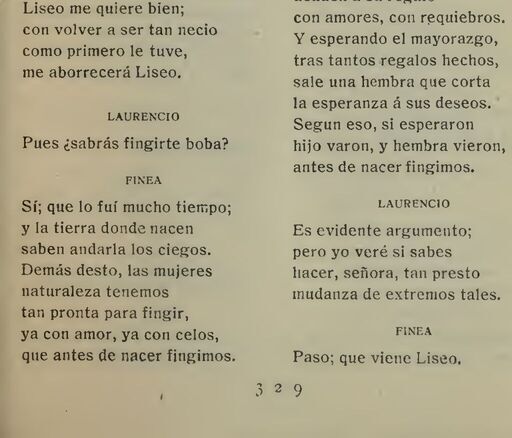 Liseo me quiere bien;
con volver a ser tan necio
como primero le tuve,
me aborrecerá Liseo.
LAURENCIO
Pues ¿sabrás fingirte boba?
FINEA
Sí; que lo fuí mucho tiempo;
y la tierra donde nacen
saben andarla los ciegos.
Demás desto, las mujeres
naturaleza tenemos
tan pronta para fingir,
ya con amor, ya con celos,
que antes de nacer fingimos.
con amores, con requiebros.
Y esperando el mayorazgo,
tras tantos regalos hechos,
sale una hembra que corta
la esperanza á sus deseos.
Segun eso, si esperaron
hijo varon, y hembra vieron,
antes de nacer fingimos.
LAURENCIO
Es evidente argumento;
pero yo veré si sabes
hacer, señora, tan presto
mudanza de extremos tales.
FINEA
Paso; que viene Liseo.
329